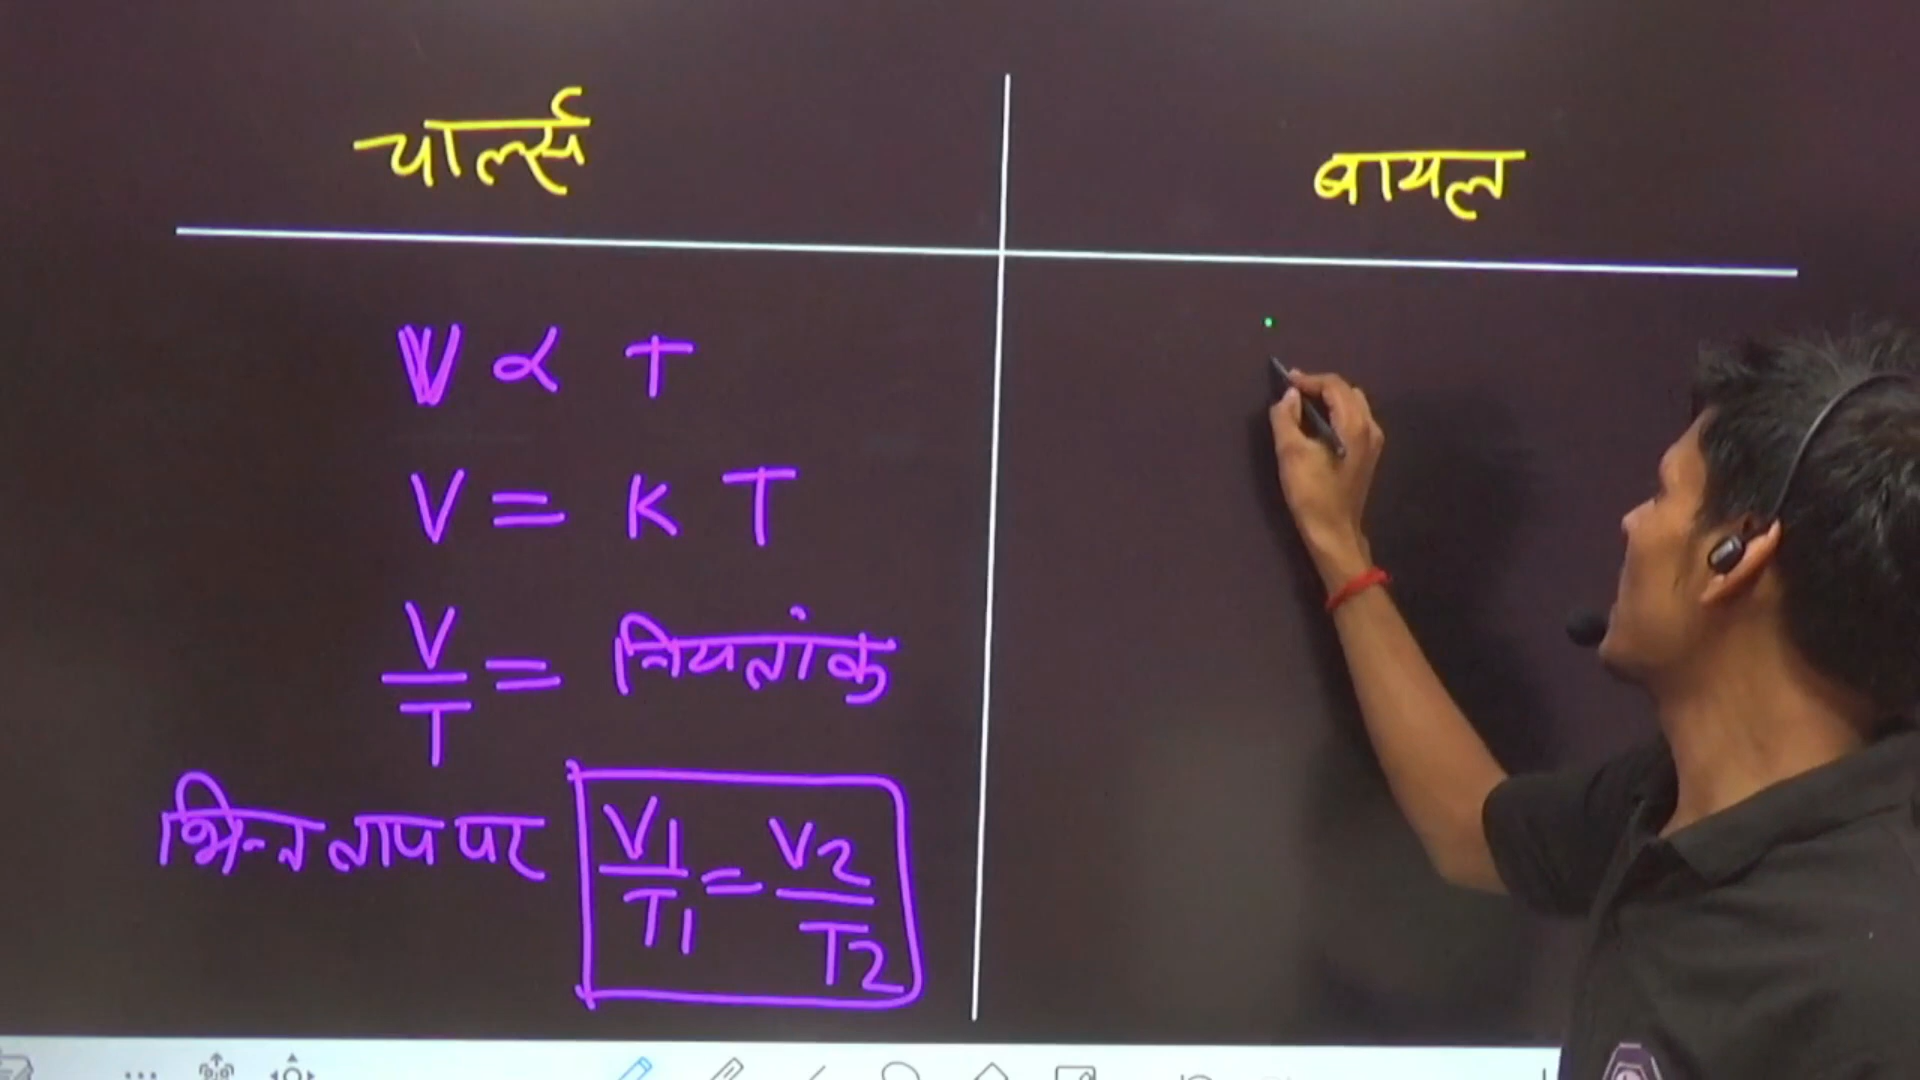 चार्ल्स
बायल
V ∝ T
V = K T
V/T = नियतांक
भिन्न ताप पर V1/T1 = V2/T2